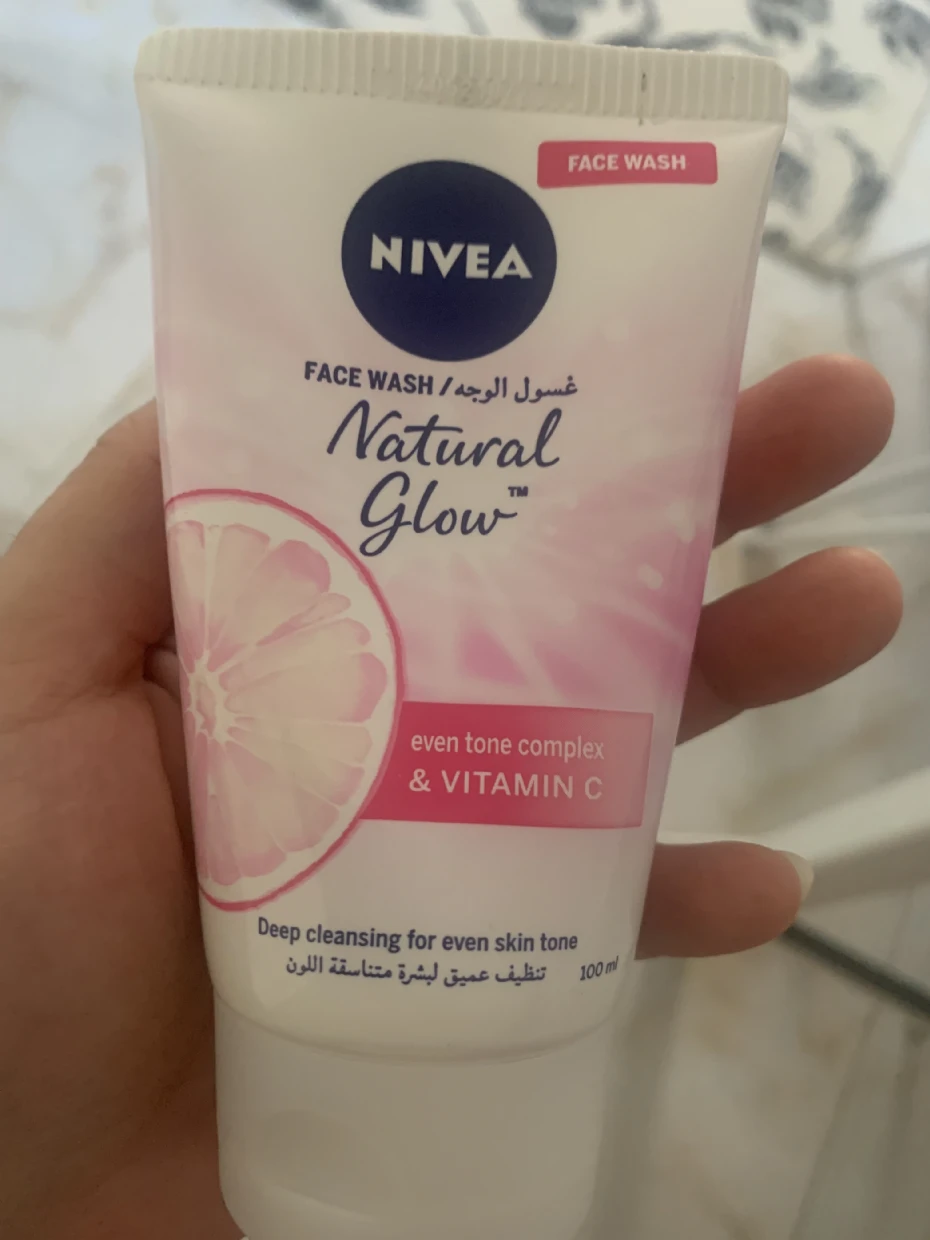 FACE WASH
NIVEA
FACE WASH / غسول الوجه
Natural
Glow™
even tone complex
& VITAMIN C
Deep cleansing for even skin tone
تنظيف عميق لبشرة متناسقة اللون
100 ml